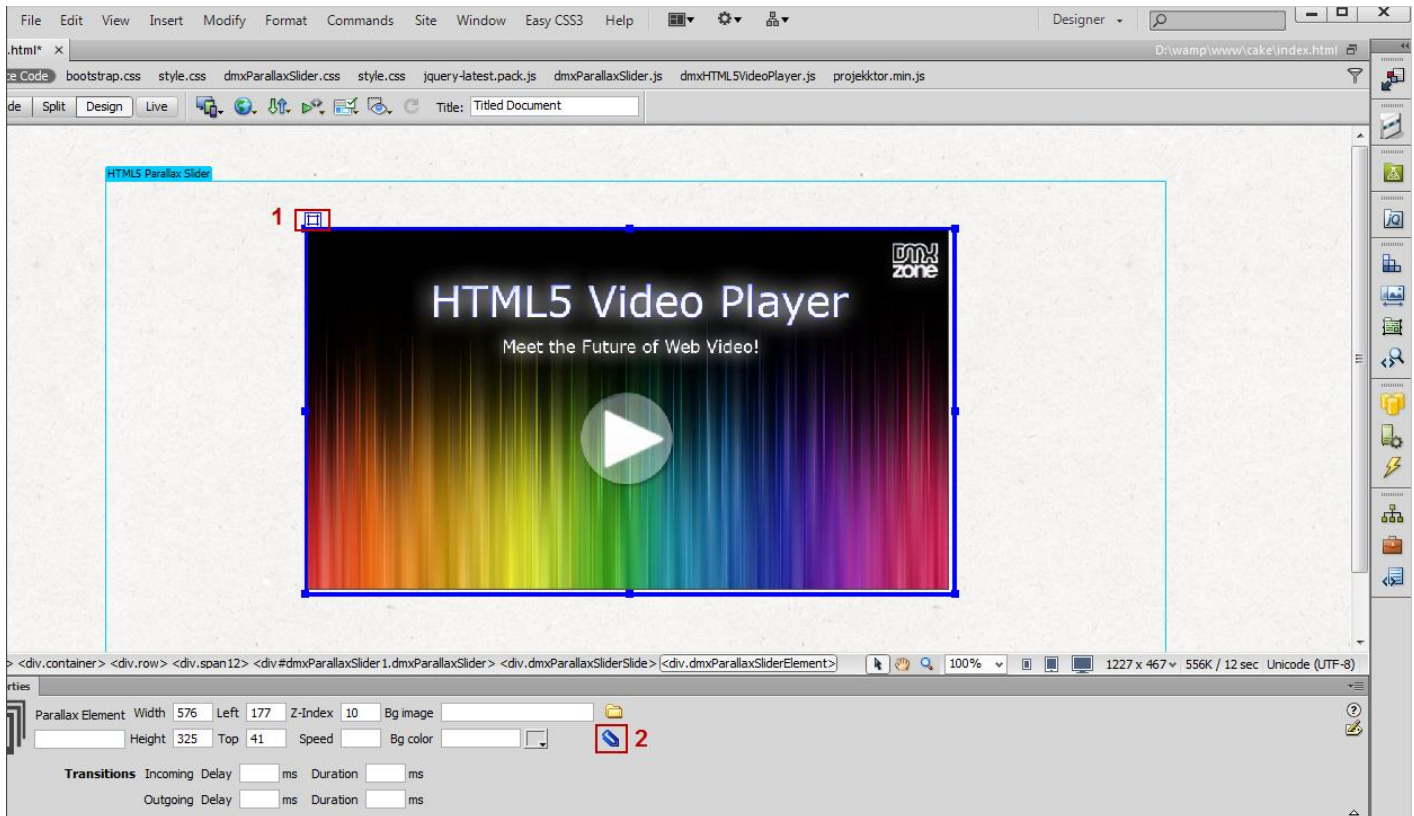 File Edit View Insert Modify Format Commands Site Window Easy CSS3 Help Designer
.html* D:\wamp\www\cake\index.html
ce Code bootstrap.css style.css dmxParallaxSlider.css style.css jquery-latest.pack.js dmxParallaxSlider.js dmxHTML5VideoPlayer.js projekktor.min.js
de Split Design Live Title: Titled Document
HTML5 Parallax Slider
jQ
1
DMX
zone
HTML5 Video Player
Meet the Future of Web Video!
> <div.container> <div.row> <div.span12> <div#dmxParallaxSlider1.dmxParallaxSlider> <div.dmxParallaxSliderSlide> <div.dmxParallaxSliderElement> 100% 1227 x 467 556K / 12 sec Unicode (UTF-8)
rties
Parallax Element Width 576 Left 177 Z-Index 10 Bg image
Height 325 Top 41 Speed Bg color 2
Transitions Incoming Delay ms Duration ms
Outgoing Delay ms Duration ms